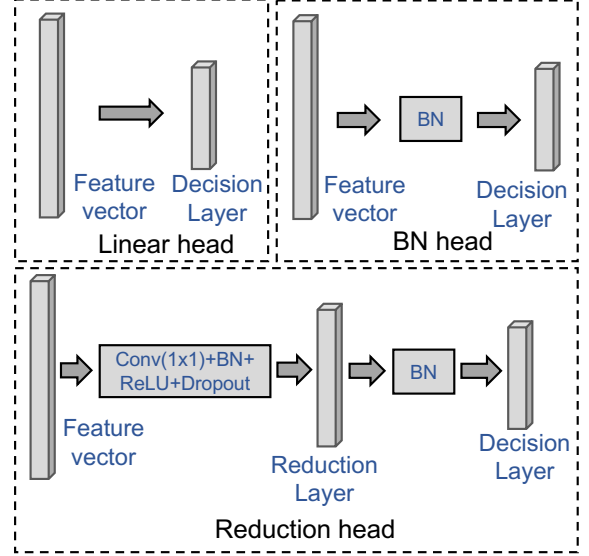 Feature
vector
Decision
Layer
Linear head
BN
Feature
vector
Decision
Layer
BN head
Conv(1x1)+BN+
ReLU+Dropout
BN
Feature
vector
Reduction
Layer
Decision
Layer
Reduction head